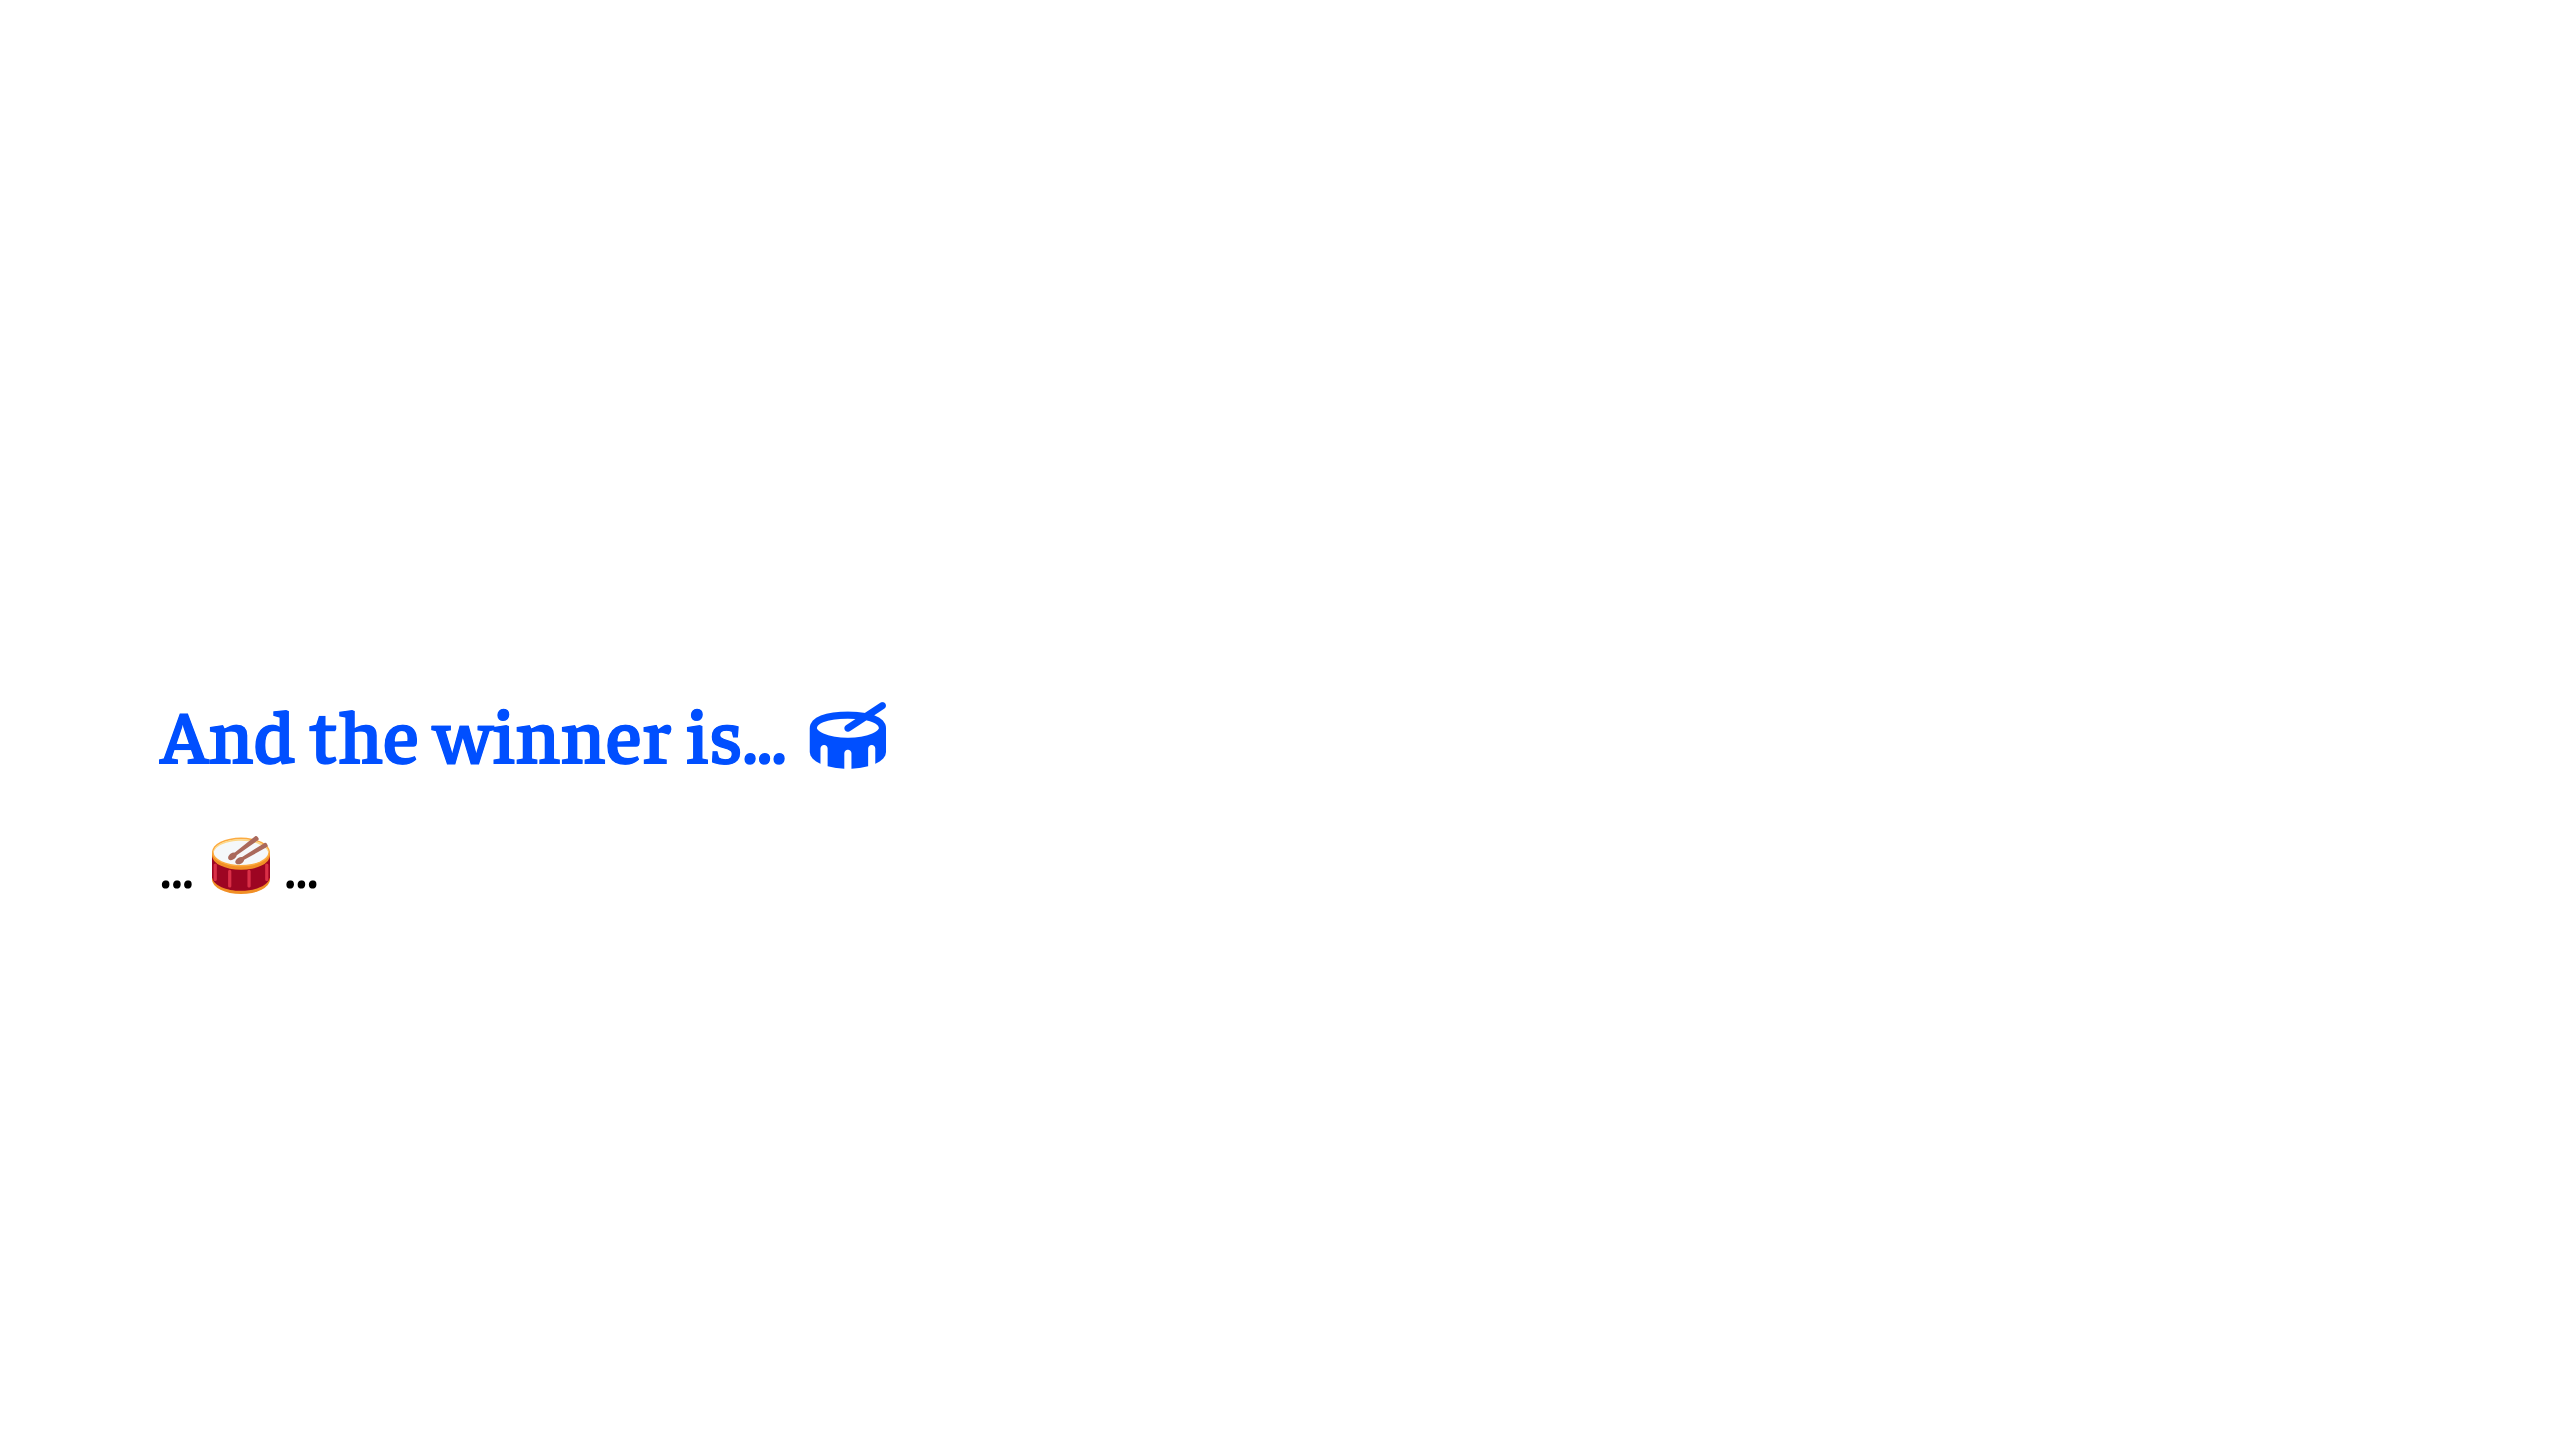 And the winner is... 🥁
... 🥁 ...